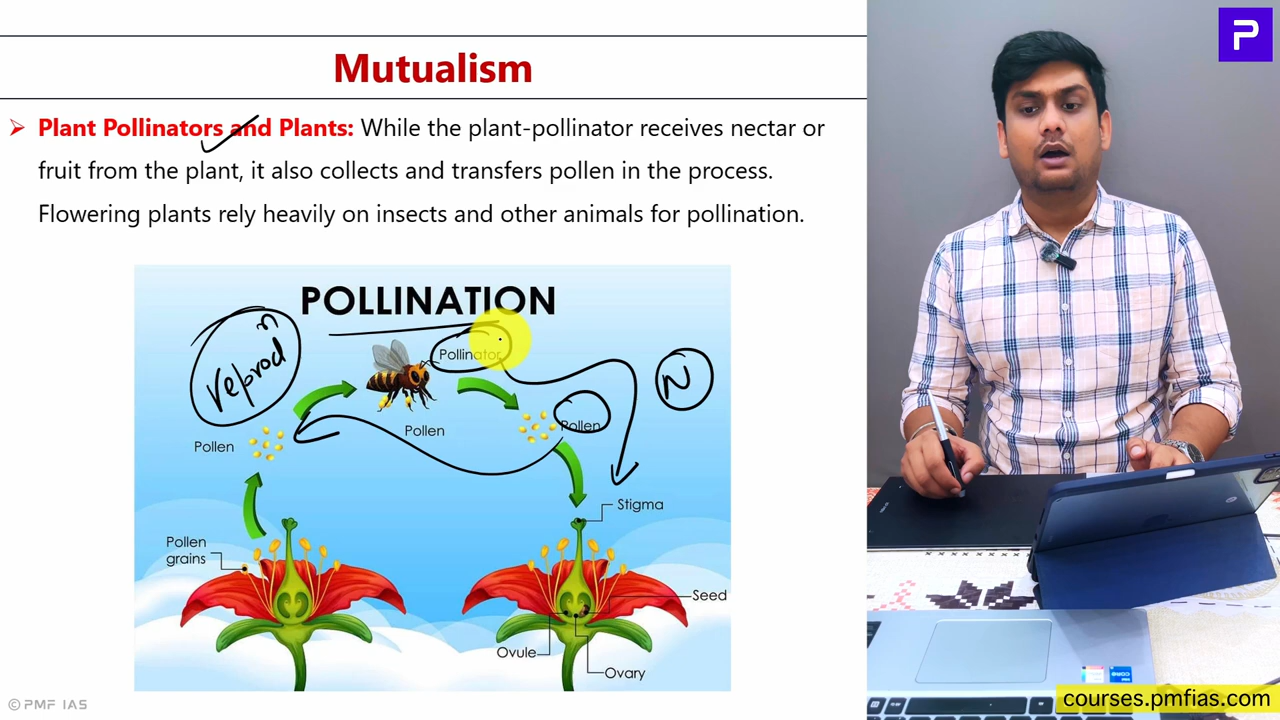 Mutualism
➢ Plant Pollinators and Plants: While the plant-pollinator receives nectar or
fruit from the plant, it also collects and transfers pollen in the process.
Flowering plants rely heavily on insects and other animals for pollination.
POLLINATION
reprodn
Pollinator
N
Pollen
Pollen
Pollen
Stigma
Pollen
grains
Seed
Ovule
Ovary
© PMF IAS
P
courses.pmfias.com